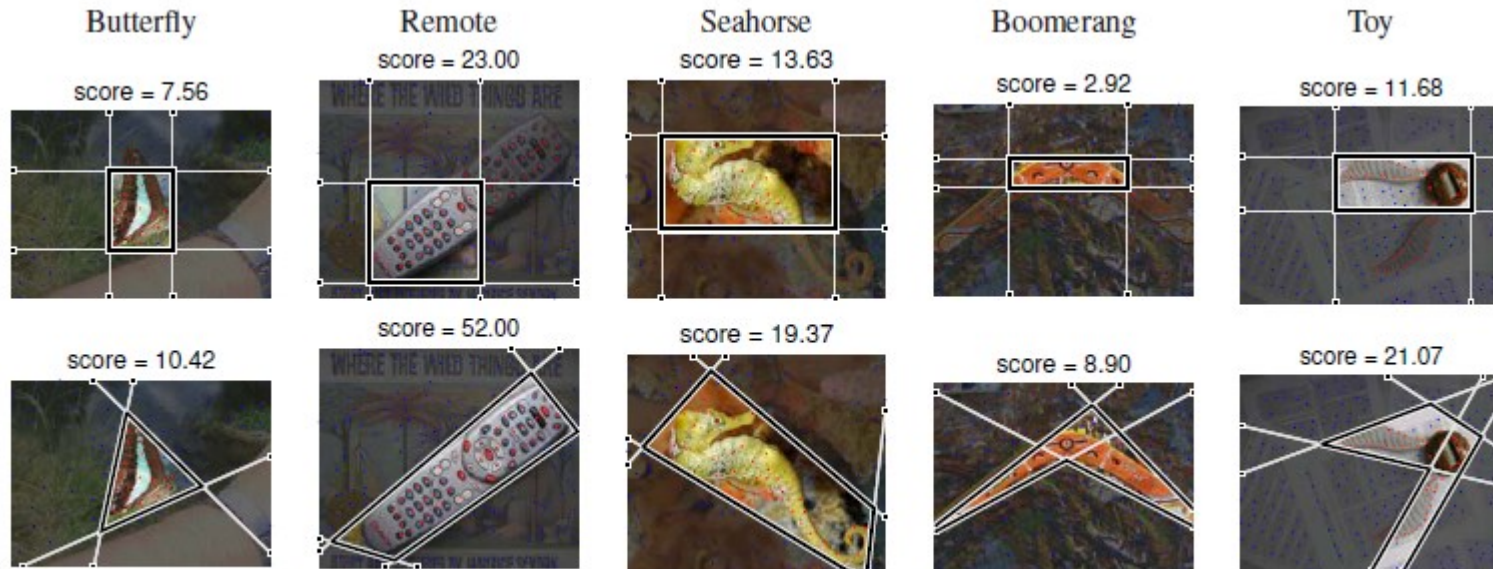 Butterfly Remote Seahorse Boomerang Toy
score = 7.56 score = 23.00 score = 13.63 score = 2.92 score = 11.68
WHERE THE WILD THINGS ARE
score = 10.42 score = 52.00 score = 19.37 score = 8.90 score = 21.07
WHERE THE WILD THINGS ARE